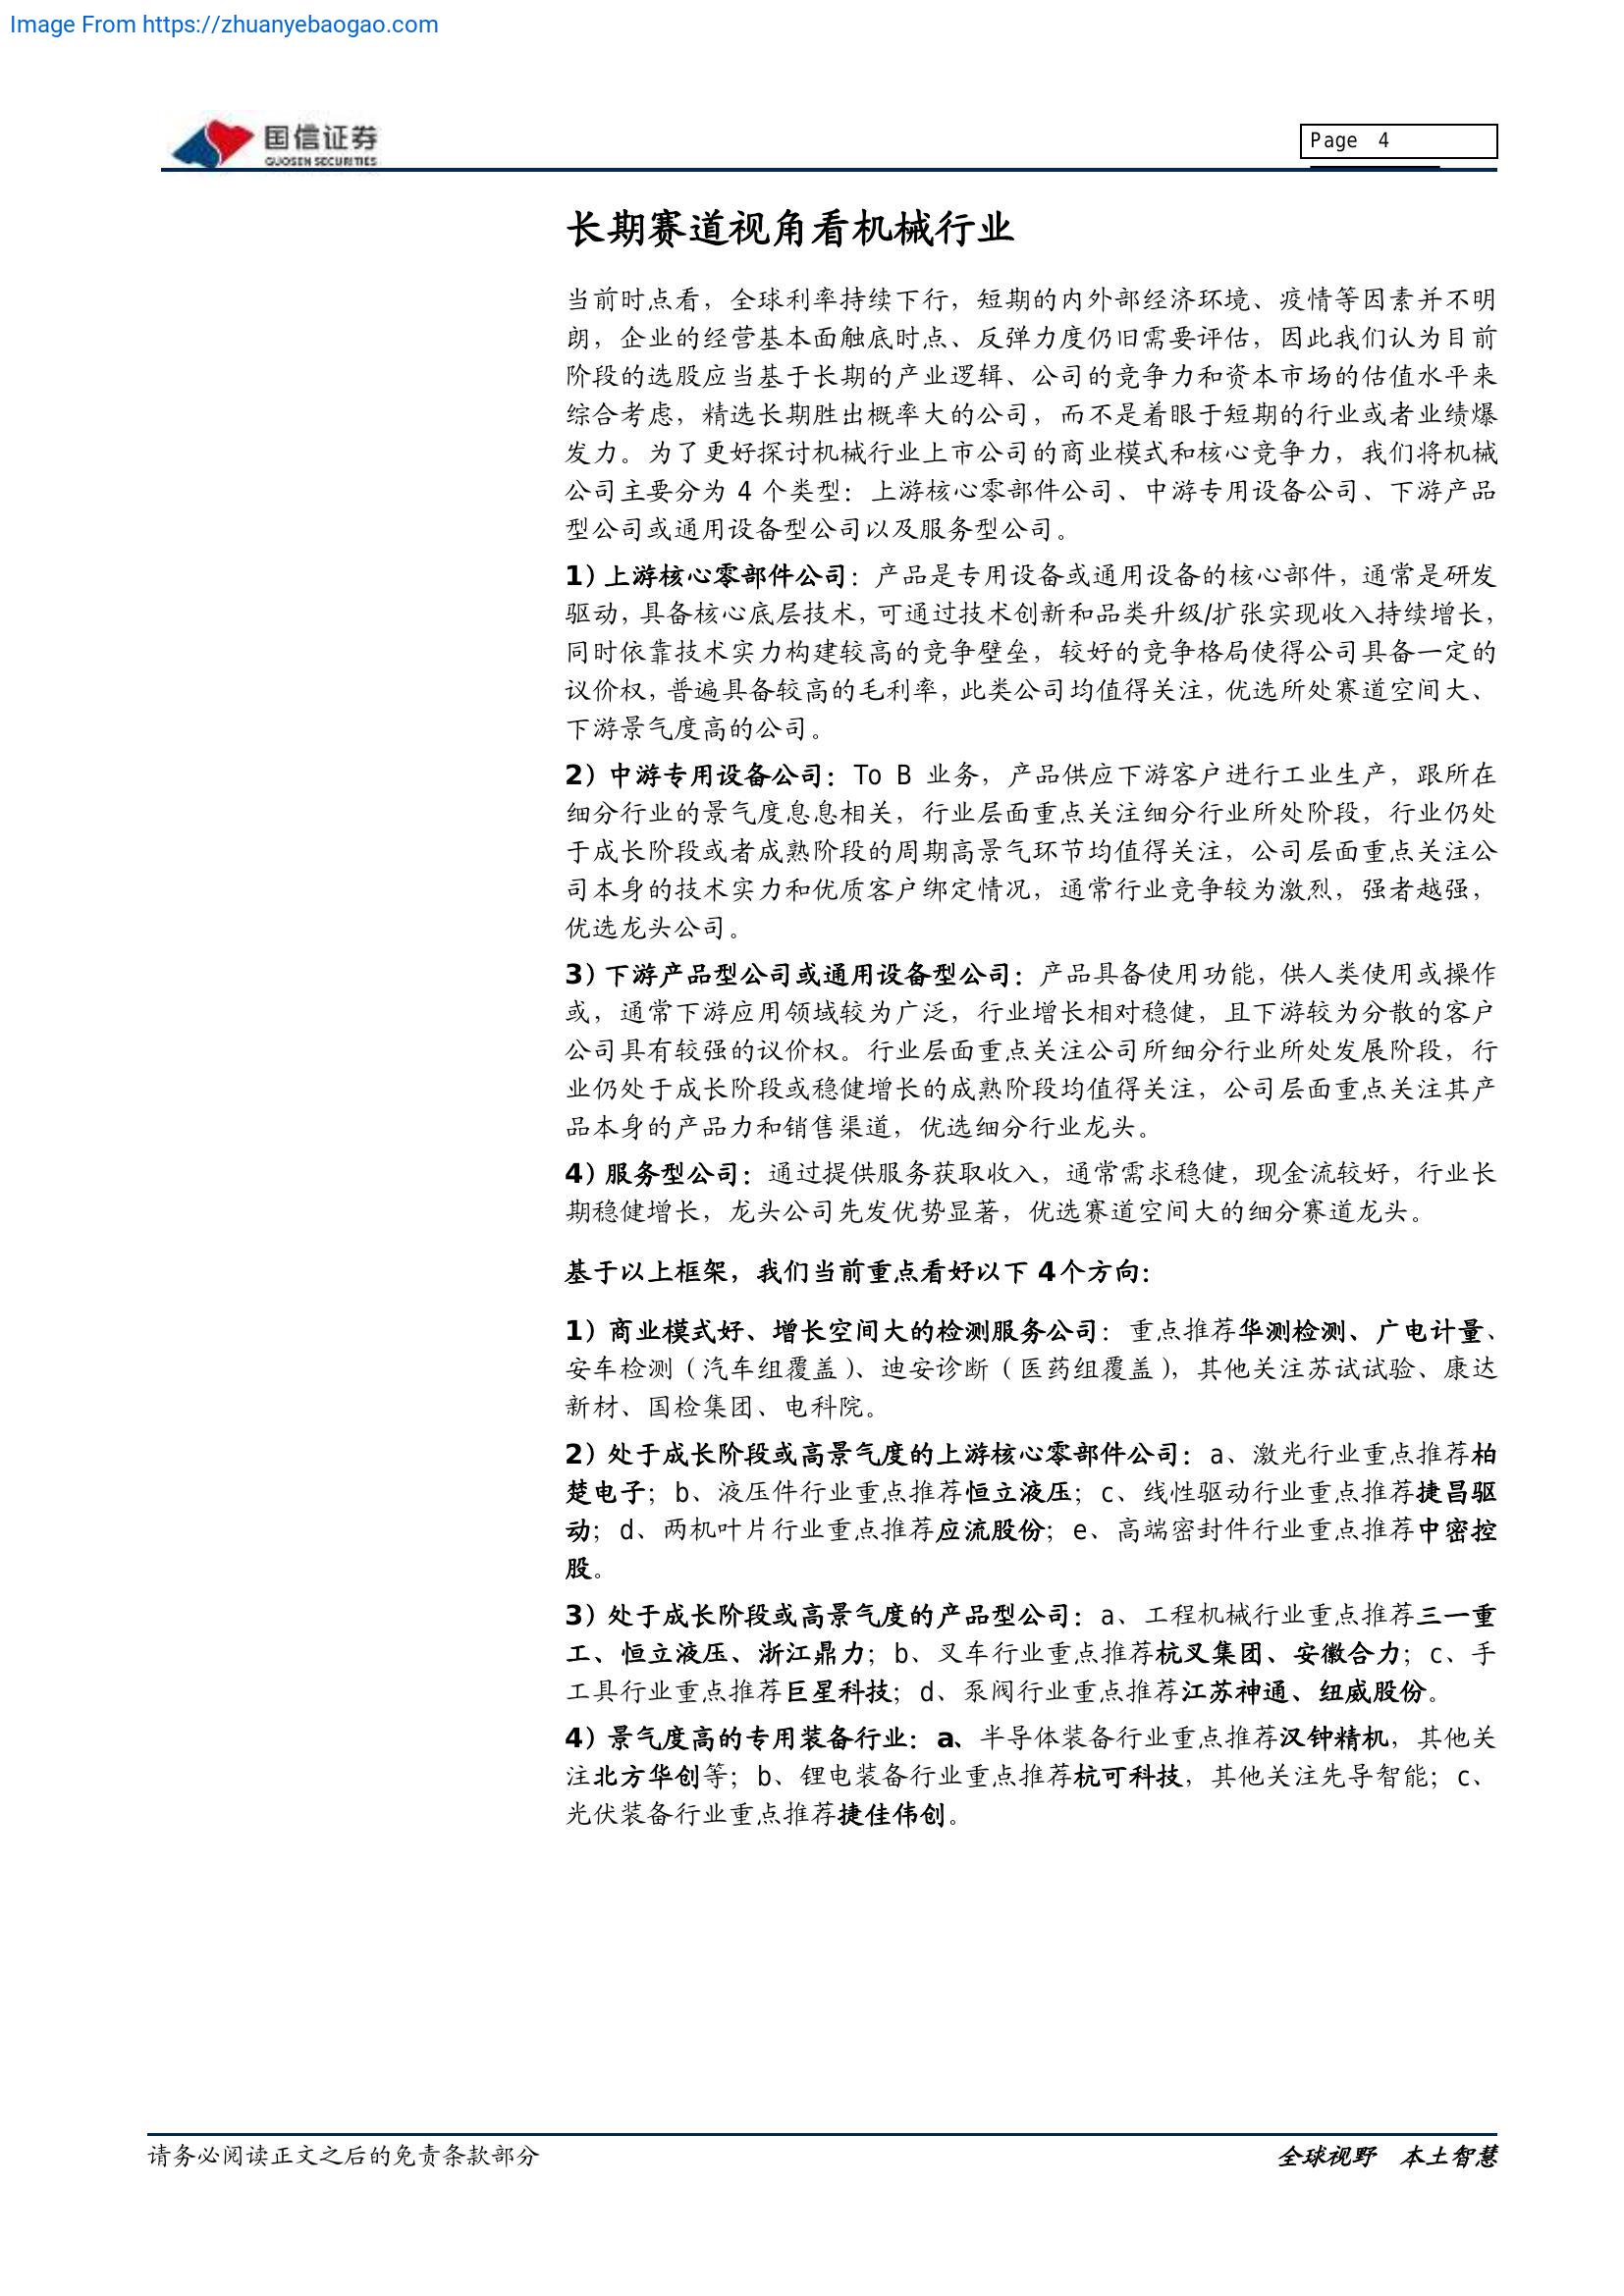 Image From https://zhuanyebaogao.com
国信证券
GUOSEN SECURITIES
Page 4
长期赛道视角看机械行业
当前时点看，全球利率持续下行，短期的内外部经济环境、疫情等因素并不明
朗，企业的经营基本面触底时点、反弹力度仍旧需要评估，因此我们认为目前
阶段的选股应当基于长期的产业逻辑、公司的竞争力和资本市场的估值水平来
综合考虑，精选长期胜出概率大的公司，而不是着眼于短期的行业或者业绩爆
发力。为了更好探讨机械行业上市公司的商业模式和核心竞争力，我们将机械
公司主要分为 4 个类型：上游核心零部件公司、中游专用设备公司、下游产品
型公司或通用设备型公司以及服务型公司。
1）上游核心零部件公司：产品是专用设备或通用设备的核心部件，通常是研发
驱动，具备核心底层技术，可通过技术创新和品类升级/扩张实现收入持续增长，
同时依靠技术实力构建较高的竞争壁垒，较好的竞争格局使得公司具备一定的
议价权，普遍具备较高的毛利率，此类公司均值得关注，优选所处赛道空间大、
下游景气度高的公司。
2）中游专用设备公司：To B 业务，产品供应下游客户进行工业生产，跟所在
细分行业的景气度息息相关，行业层面重点关注细分行业所处阶段，行业仍处
于成长阶段或者成熟阶段的周期高景气环节均值得关注，公司层面重点关注公
司本身的技术实力和优质客户绑定情况，通常行业竞争较为激烈，强者越强，
优选龙头公司。
3）下游产品型公司或通用设备型公司：产品具备使用功能，供人类使用或操作
或，通常下游应用领域较为广泛，行业增长相对稳健，且下游较为分散的客户
公司具有较强的议价权。行业层面重点关注公司所细分行业所处发展阶段，行
业仍处于成长阶段或稳健增长的成熟阶段均值得关注，公司层面重点关注其产
品本身的产品力和销售渠道，优选细分行业龙头。
4）服务型公司：通过提供服务获取收入，通常需求稳健，现金流较好，行业长
期稳健增长，龙头公司先发优势显著，优选赛道空间大的细分赛道龙头。
基于以上框架，我们当前重点看好以下 4个方向：
1）商业模式好、增长空间大的检测服务公司：重点推荐华测检测、广电计量、
安车检测（汽车组覆盖）、迪安诊断（医药组覆盖），其他关注苏试试验、康达
新材、国检集团、电科院。
2）处于成长阶段或高景气度的上游核心零部件公司：a、激光行业重点推荐柏
楚电子；b、液压件行业重点推荐恒立液压；c、线性驱动行业重点推荐捷昌驱
动；d、两机叶片行业重点推荐应流股份；e、高端密封件行业重点推荐中密控
股。
3）处于成长阶段或高景气度的产品型公司：a、工程机械行业重点推荐三一重
工、恒立液压、浙江鼎力；b、叉车行业重点推荐杭叉集团、安徽合力；c、手
工具行业重点推荐巨星科技；d、泵阀行业重点推荐江苏神通、纽威股份。
4）景气度高的专用装备行业：a、半导体装备行业重点推荐汉钟精机，其他关
注北方华创等；b、锂电装备行业重点推荐杭可科技，其他关注先导智能；c、
光伏装备行业重点推荐捷佳伟创。
请务必阅读正文之后的免责条款部分
全球视野 本土智慧